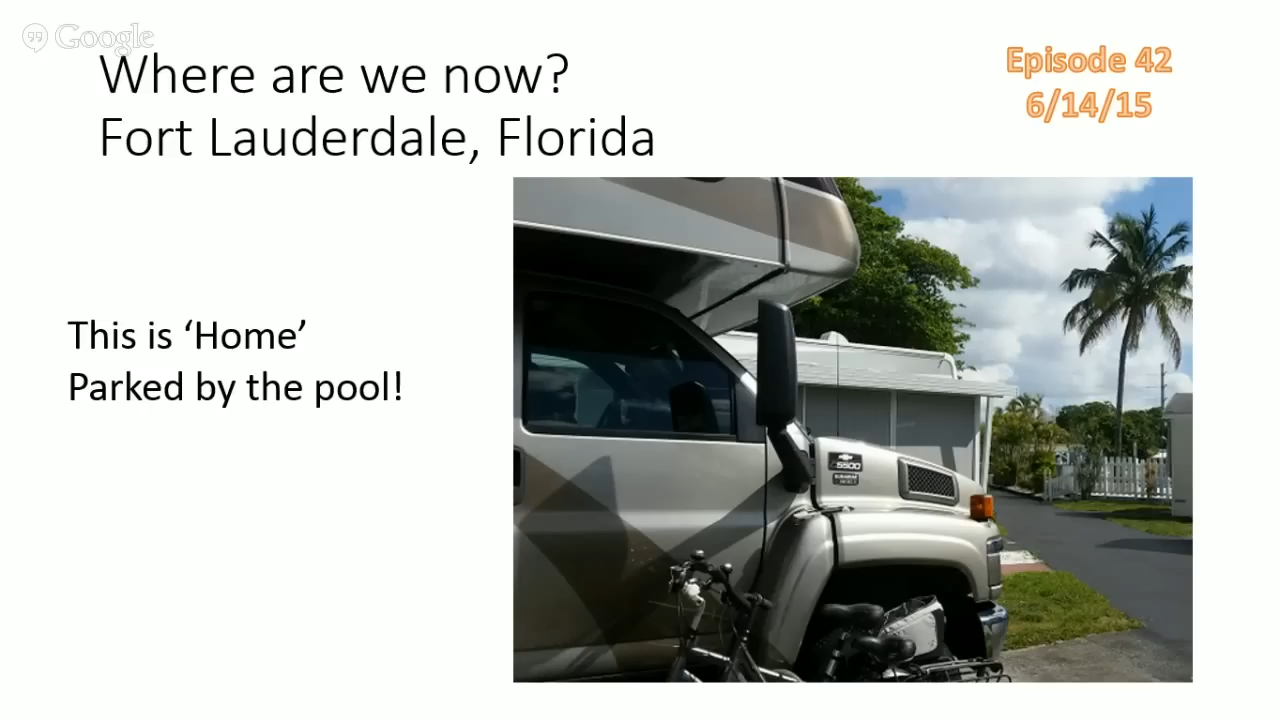 Google
Where are we now?
Fort Lauderdale, Florida
Episode 42
6/14/15
This is ‘Home’
Parked by the pool!
C5500